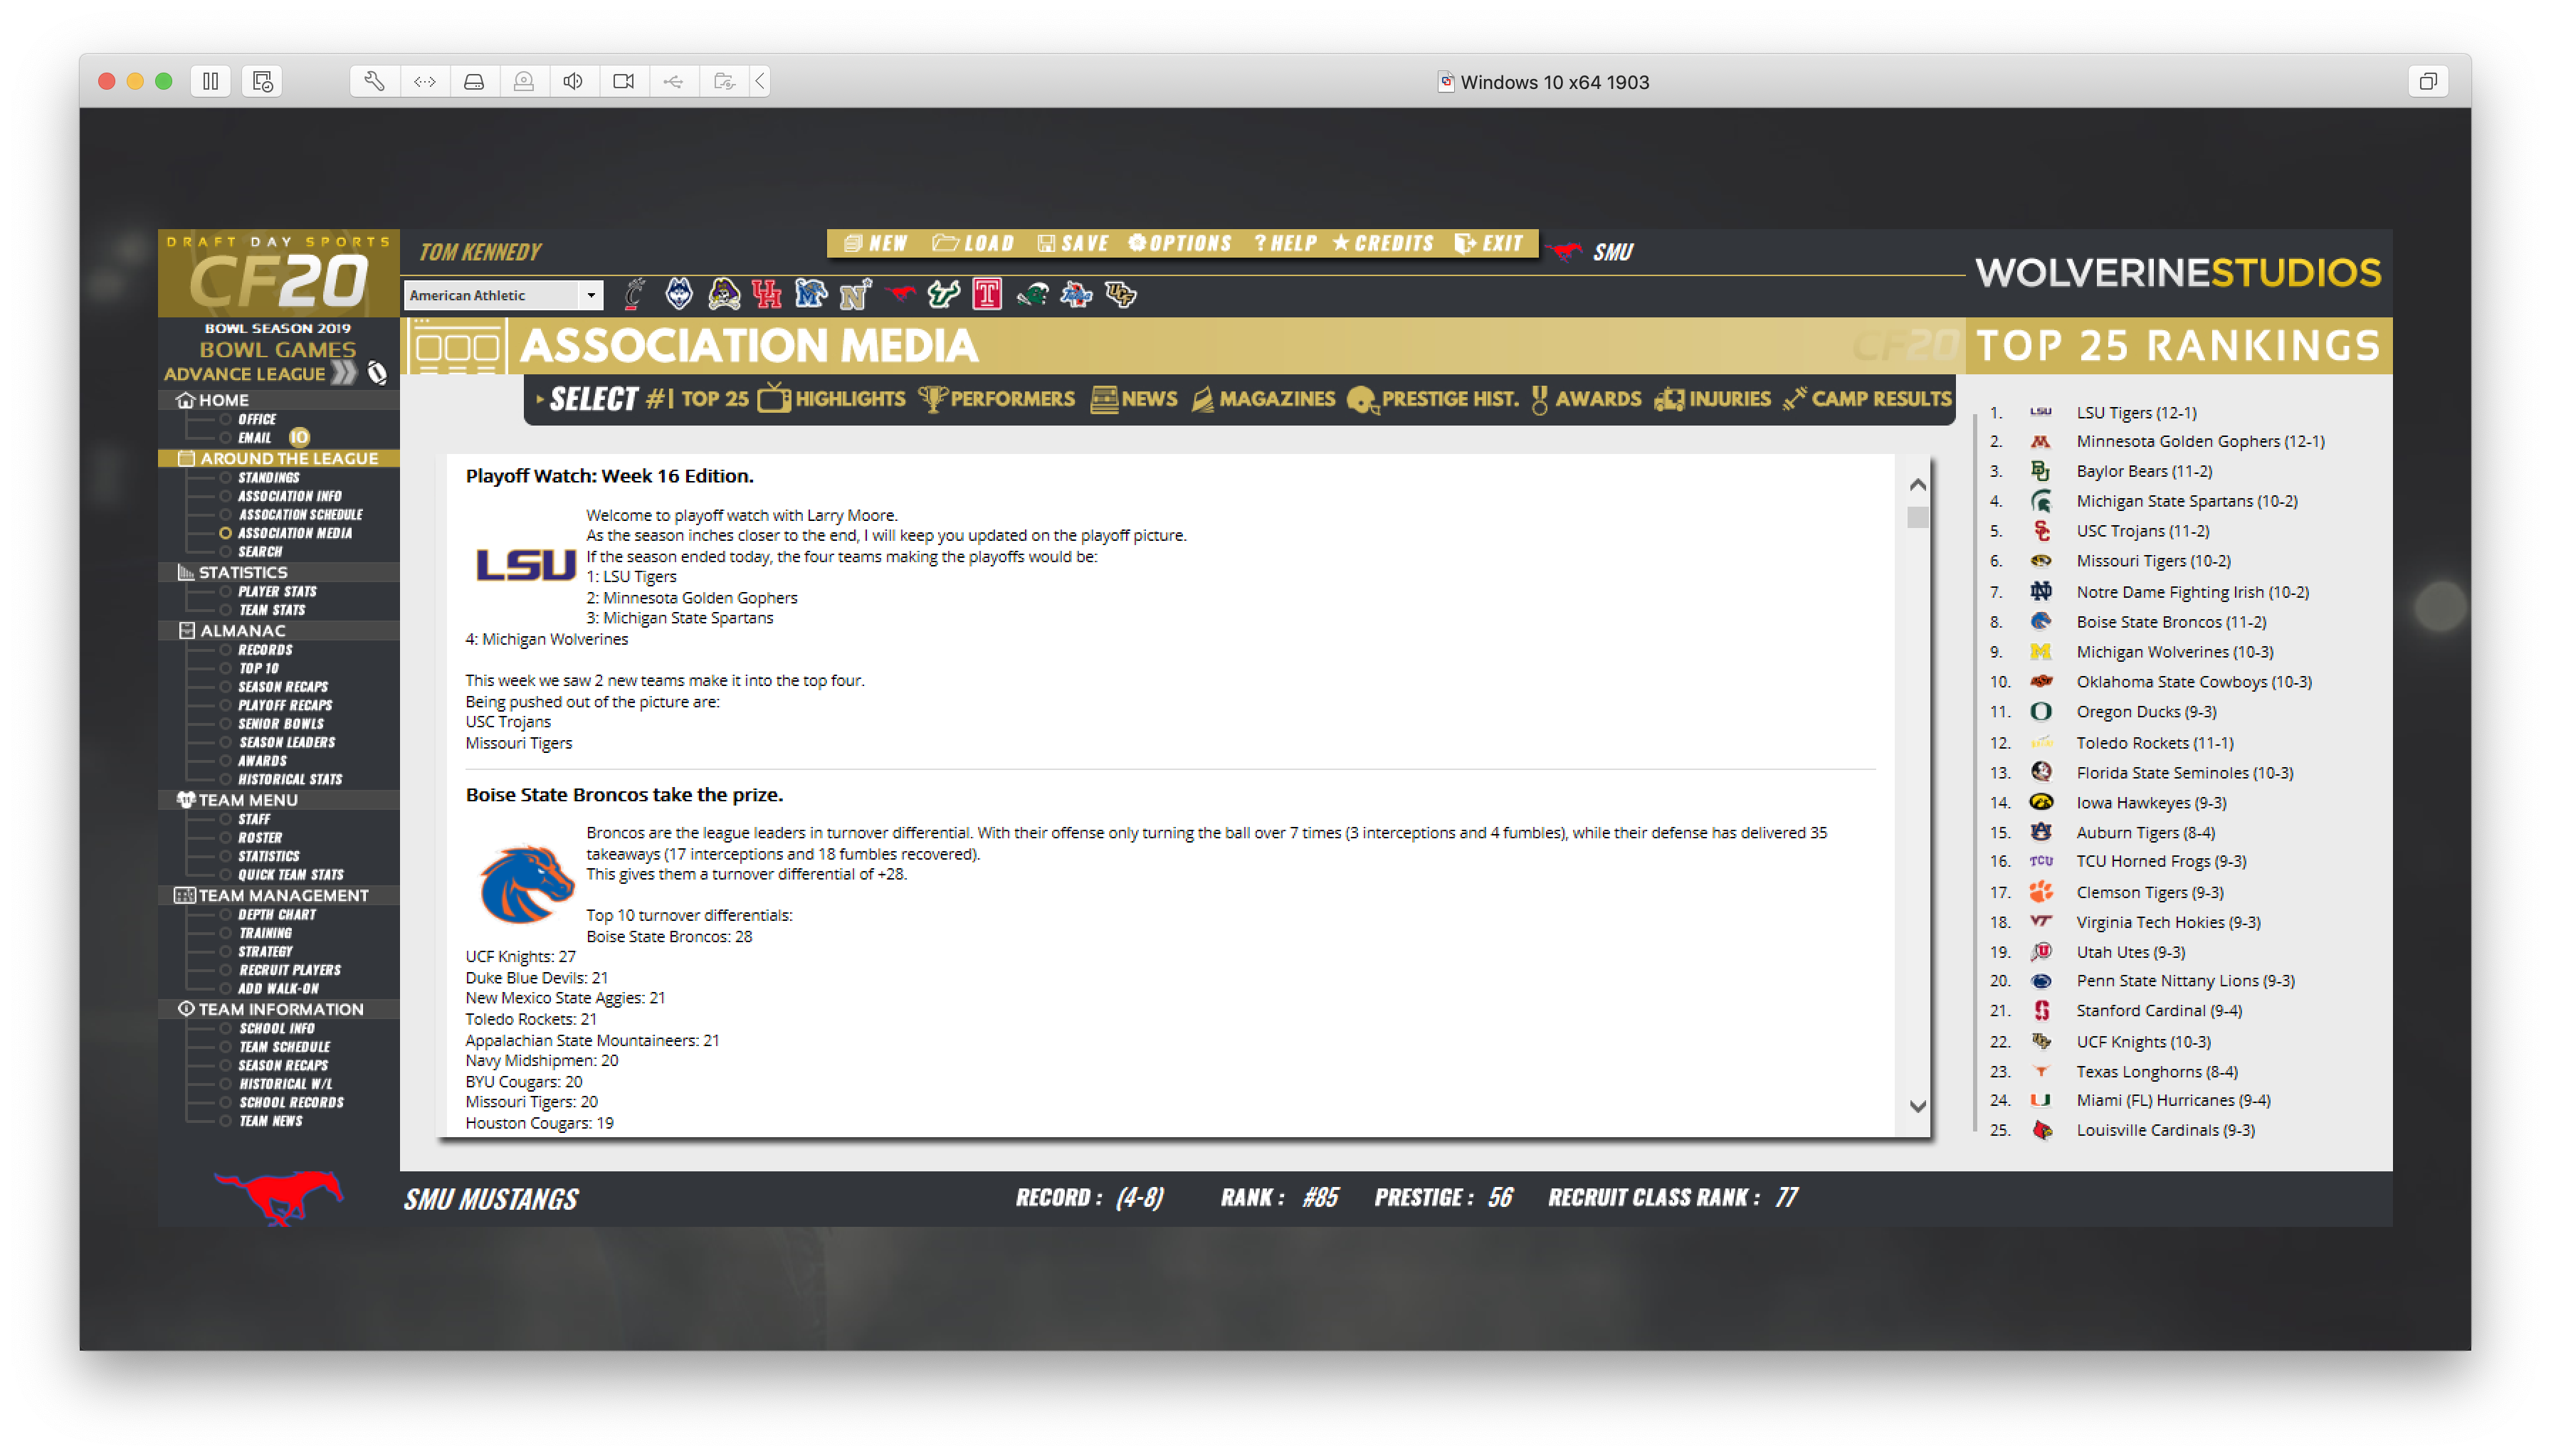 Windows 10 x64 1903
DRAFT DAY SPORTS
CF20
TOM KENNEDY
NEW LOAD SAVE OPTIONS ? HELP CREDITS EXIT
SMU
WOLVERINESTUDIOS
American Athletic
BOWL SEASON 2019
BOWL GAMES
ADVANCE LEAGUE
ASSOCIATION MEDIA
CF20
TOP 25 RANKINGS
SELECT #1 TOP 25 HIGHLIGHTS PERFORMERS NEWS MAGAZINES PRESTIGE HIST. AWARDS INJURIES CAMP RESULTS
HOME
OFFICE
EMAIL 10
AROUND THE LEAGUE
STANDINGS
ASSOCIATION INFO
ASSOCATION SCHEDULE
ASSOCIATION MEDIA
SEARCH
STATISTICS
PLAYER STATS
TEAM STATS
ALMANAC
RECORDS
TOP 10
SEASON RECAPS
PLAYOFF RECAPS
SENIOR BOWLS
SEASON LEADERS
AWARDS
HISTORICAL STATS
TEAM MENU
STAFF
ROSTER
STATISTICS
QUICK TEAM STATS
TEAM MANAGEMENT
DEPTH CHART
TRAINING
STRATEGY
RECRUIT PLAYERS
ADD WALK-ON
TEAM INFORMATION
SCHOOL INFO
TEAM SCHEDULE
SEASON RECAPS
HISTORICAL W/L
SCHOOL RECORDS
TEAM NEWS
Playoff Watch: Week 16 Edition.
LSU
Welcome to playoff watch with Larry Moore.
As the season inches closer to the end, I will keep you updated on the playoff picture.
If the season ended today, the four teams making the playoffs would be:
1: LSU Tigers
2: Minnesota Golden Gophers
3: Michigan State Spartans
4: Michigan Wolverines
This week we saw 2 new teams make it into the top four.
Being pushed out of the picture are:
USC Trojans
Missouri Tigers
Boise State Broncos take the prize.
Broncos are the league leaders in turnover differential. With their offense only turning the ball over 7 times (3 interceptions and 4 fumbles), while their defense has delivered 35
takeaways (17 interceptions and 18 fumbles recovered).
This gives them a turnover differential of +28.
Top 10 turnover differentials:
Boise State Broncos: 28
UCF Knights: 27
Duke Blue Devils: 21
New Mexico State Aggies: 21
Toledo Rockets: 21
Appalachian State Mountaineers: 21
Navy Midshipmen: 20
BYU Cougars: 20
Missouri Tigers: 20
Houston Cougars: 19
1. LSU LSU Tigers (12-1)
2. Minnesota Golden Gophers (12-1)
3. Baylor Bears (11-2)
4. Michigan State Spartans (10-2)
5. USC Trojans (11-2)
6. Missouri Tigers (10-2)
7. Notre Dame Fighting Irish (10-2)
8. Boise State Broncos (11-2)
9. Michigan Wolverines (10-3)
10. Oklahoma State Cowboys (10-3)
11. Oregon Ducks (9-3)
12. Toledo Rockets (11-1)
13. Florida State Seminoles (10-3)
14. Iowa Hawkeyes (9-3)
15. Auburn Tigers (8-4)
16. TCU TCU Horned Frogs (9-3)
17. Clemson Tigers (9-3)
18. Virginia Tech Hokies (9-3)
19. Utah Utes (9-3)
20. Penn State Nittany Lions (9-3)
21. Stanford Cardinal (9-4)
22. UCF Knights (10-3)
23. Texas Longhorns (8-4)
24. Miami (FL) Hurricanes (9-4)
25. Louisville Cardinals (9-3)
SMU MUSTANGS
RECORD : (4-8) RANK : #85 PRESTIGE : 56 RECRUIT CLASS RANK : 77